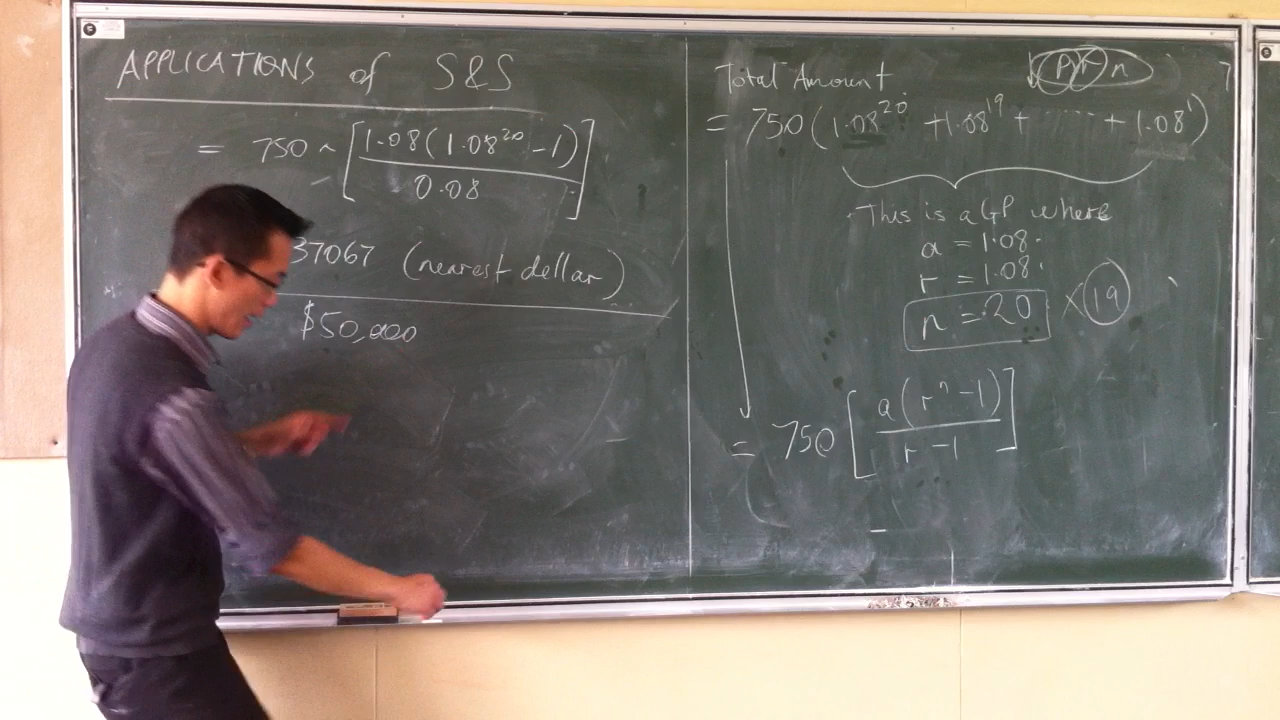 APPLICATIONS of S&S
= 750 × [1.08(1.08²⁰ - 1) / 0.08]
37067 (nearest dollar)
$50,000
Total Amount
P r n
= 750(1.08²⁰ + 1.08¹⁹ + ...... + 1.08¹)
This is a GP where
a = 1.08.
r = 1.08.
n = 20 × 19
= 750 [a(rⁿ - 1) / r - 1]